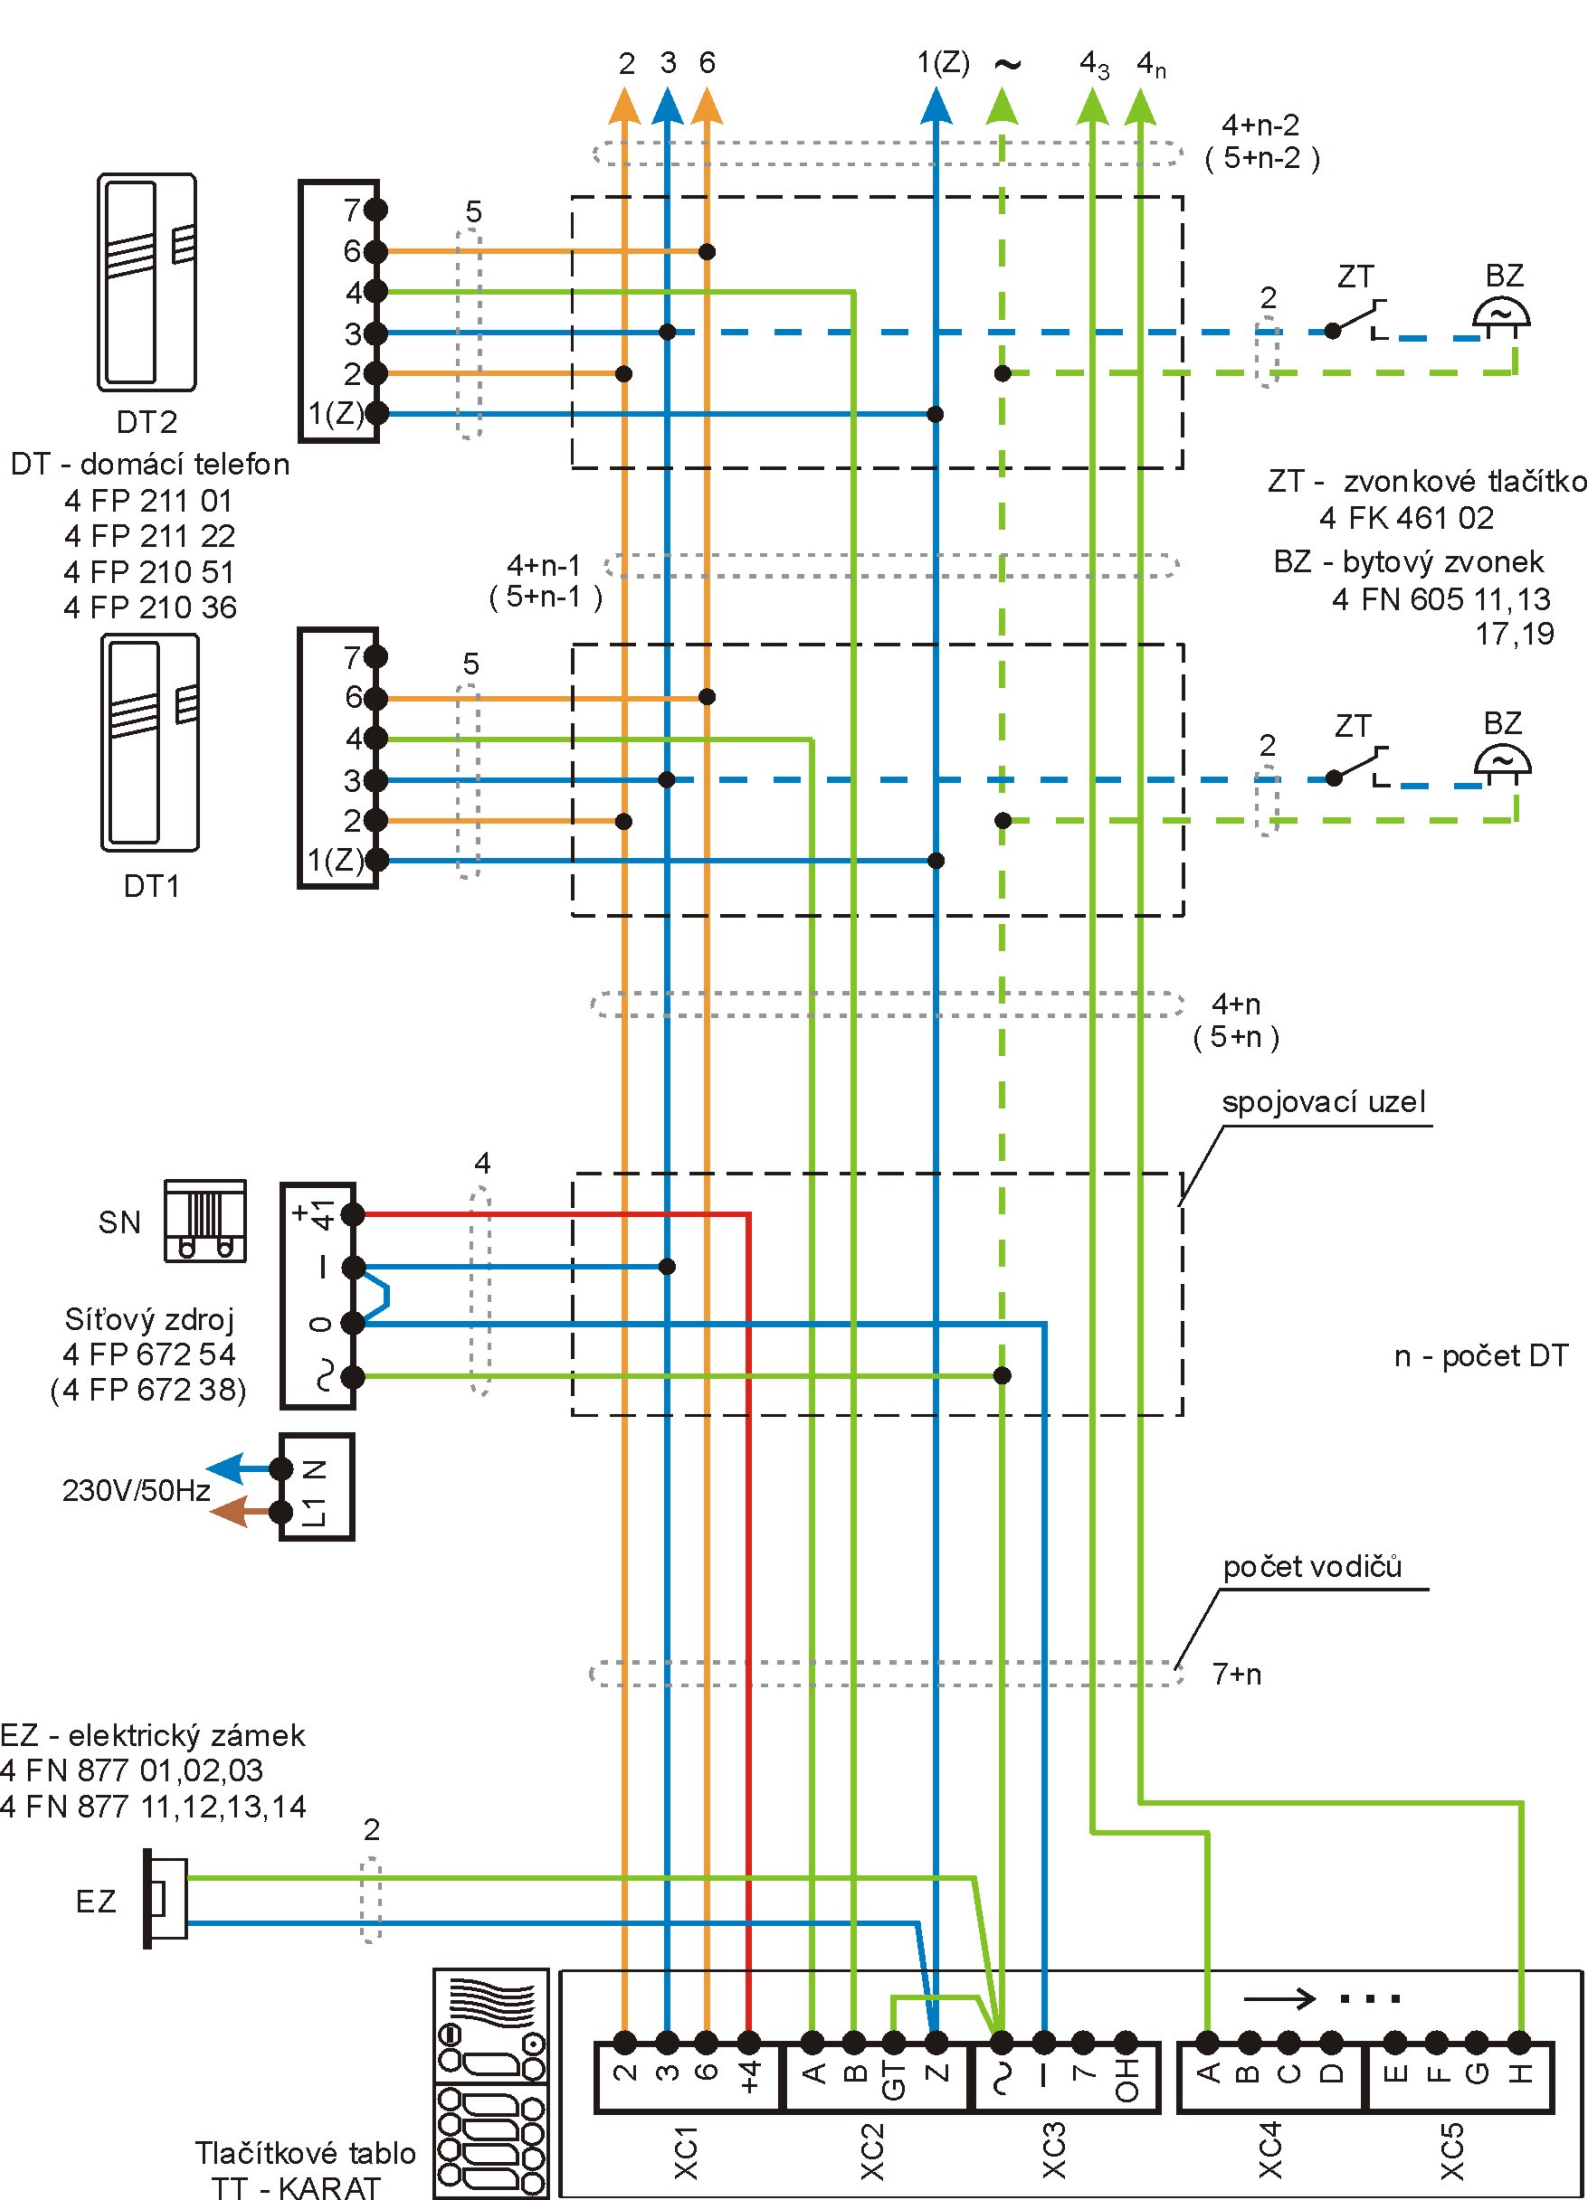 2 3 6 1(Z) ~ 4₃ 4ₙ
4+n-2
( 5+n-2 )
7
6
4
3
2
1(Z)
5
DT2
2
ZT
BZ
~
DT - domácí telefon
4 FP 211 01
4 FP 211 22
4 FP 210 51
4 FP 210 36
ZT - zvonkové tlačítko
4 FK 461 02
BZ - bytový zvonek
4 FN 605 11,13
17,19
4+n-1
( 5+n-1 )
7
6
4
3
2
1(Z)
5
DT1
2
ZT
BZ
~
4+n
( 5+n )
spojovací uzel
SN
+
41
–
0
~
4
Síťový zdroj
4 FP 672 54
(4 FP 672 38)
n - počet DT
230V/50Hz
N
L1
počet vodičů
7+n
EZ - elektrický zámek
4 FN 877 01,02,03
4 FN 877 11,12,13,14
2
EZ
2 3 6 +4 A B GT Z ~ – 7 OH A B C D E F G H
XC1 XC2 XC3 XC4 XC5
Tlačítkové tablo
TT - KARAT